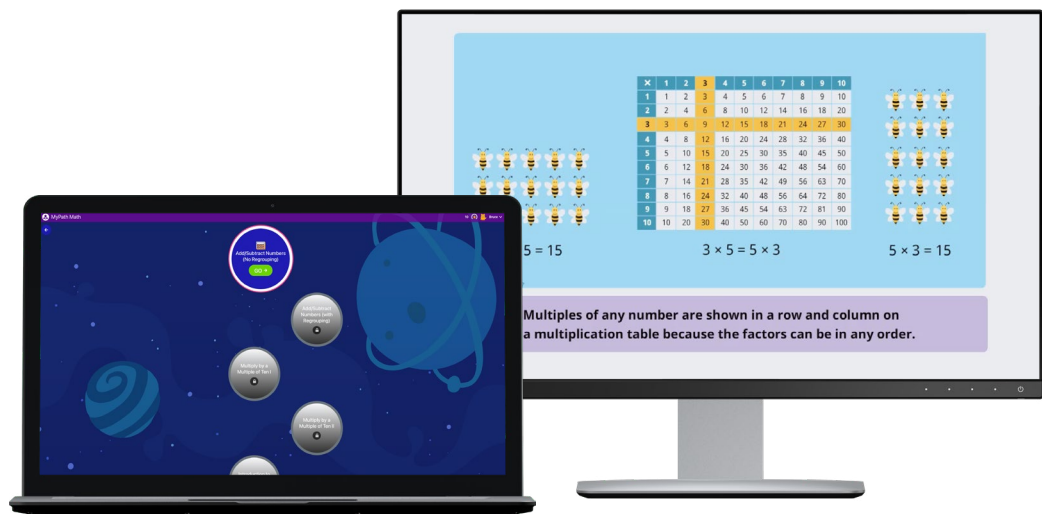 MyPath Math
Add/Subtract Numbers
(No Regrouping)
GO
Add/Subtract
Numbers (with
Regrouping)
Multiply by a
Multiple of Ten I
Multiply by a
Multiple of Ten II
× 1 2 3 4 5 6 7 8 9 10
1 1 2 3 4 5 6 7 8 9 10
2 2 4 6 8 10 12 14 16 18 20
3 3 6 9 12 15 18 21 24 27 30
4 4 8 12 16 20 24 28 32 36 40
5 5 10 15 20 25 30 35 40 45 50
6 6 12 18 24 30 36 42 48 54 60
7 7 14 21 28 35 42 49 56 63 70
8 8 16 24 32 40 48 56 64 72 80
9 9 18 27 36 45 54 63 72 81 90
10 10 20 30 40 50 60 70 80 90 100
5 = 15
3 × 5 = 5 × 3
5 × 3 = 15
Multiples of any number are shown in a row and column on
a multiplication table because the factors can be in any order.